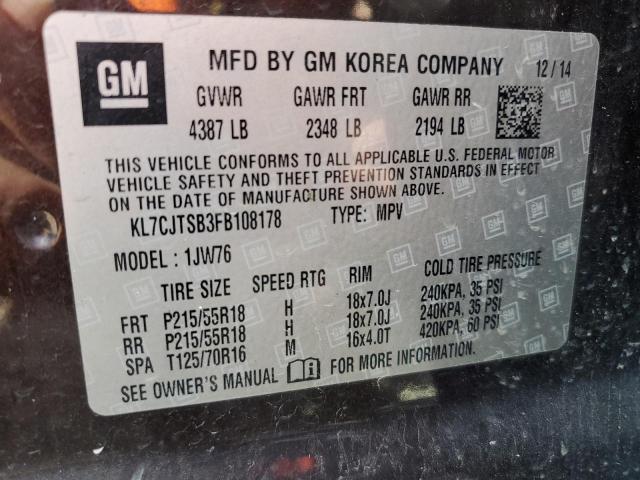 GM
MFD BY GM KOREA COMPANY 12/14
GVWR GAWR FRT GAWR RR
4387 LB 2348 LB 2194 LB
THIS VEHICLE CONFORMS TO ALL APPLICABLE U.S. FEDERAL MOTOR
VEHICLE SAFETY AND THEFT PREVENTION STANDARDS IN EFFECT
ON THE DATE OF MANUFACTURE SHOWN ABOVE.
KL7CJTSB3FB108178 TYPE: MPV
MODEL: 1JW76
TIRE SIZE SPEED RTG RIM COLD TIRE PRESSURE
FRT P215/55R18 H 18x7.0J 240KPA, 35 PSI
RR P215/55R18 H 18x7.0J 240KPA, 35 PSI
SPA T125/70R16 M 16x4.0T 420KPA, 60 PSI
SEE OWNER'S MANUAL FOR MORE INFORMATION.